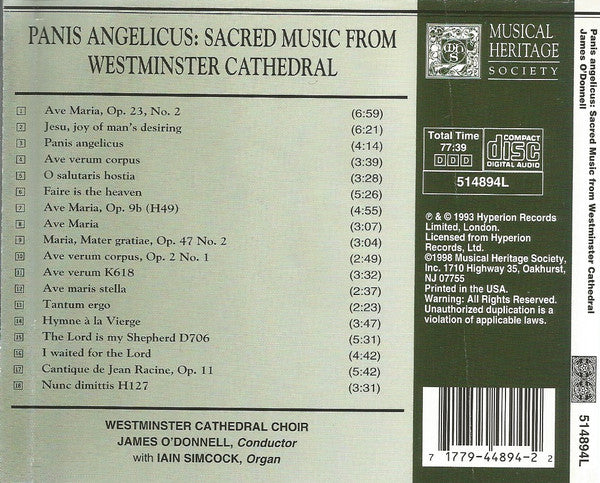 PANIS ANGELICUS: SACRED MUSIC FROM
WESTMINSTER CATHEDRAL
1 Ave Maria, Op. 23, No. 2 (6:59)
2 Jesu, joy of man's desiring (6:21)
3 Panis angelicus (4:14)
4 Ave verum corpus (3:39)
5 O salutaris hostia (3:28)
6 Faire is the heaven (5:26)
7 Ave Maria, Op. 9b (H49) (4:55)
8 Ave Maria (3:07)
9 Maria, Mater gratiae, Op. 47 No. 2 (3:04)
10 Ave verum corpus, Op. 2 No. 1 (2:49)
11 Ave verum K618 (3:32)
12 Ave maris stella (2:37)
13 Tantum ergo (2:23)
14 Hymne à la Vierge (3:47)
15 The Lord is my Shepherd D706 (5:31)
16 I waited for the Lord (4:42)
17 Cantique de Jean Racine, Op. 11 (5:42)
18 Nunc dimittis H127 (3:31)
WESTMINSTER CATHEDRAL CHOIR
JAMES O'DONNELL, Conductor
with IAIN SIMCOCK, Organ
MUSICAL
HERITAGE
SOCIETY
Total Time
77:39
DDD
COMPACT
disc
DIGITAL AUDIO
514894L
℗ & © 1993 Hyperion Records
Limited, London.
Licensed from Hyperion
Records, Ltd.
©1998 Musical Heritage Society,
Inc. 1710 Highway 35, Oakhurst,
NJ 07755
Printed in the USA.
Warning: All Rights Reserved.
Unauthorized duplication is a
violation of applicable laws.
7 17794-48942 2
Panis angelicus: Sacred Music from Westminster Cathedral
James O'Donnell
514894L